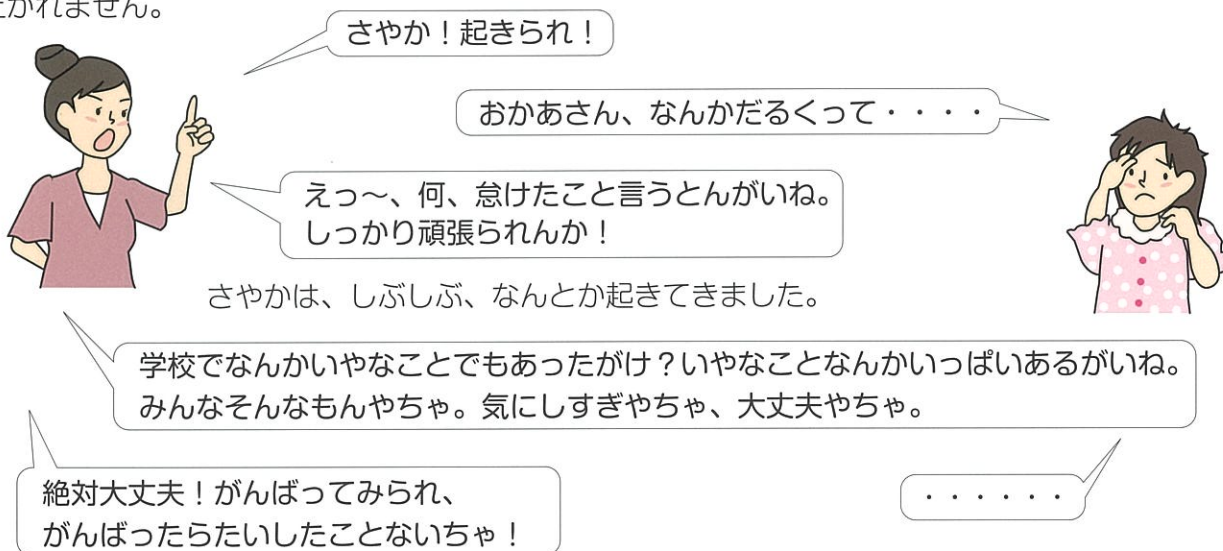 かれません。
さやか！起きられ！
おかあさん、なんかだるくって・・・・
えっ〜、何、怠けたこと言うとんがいね。
しっかり頑張られんか！
さやかは、しぶしぶ、なんとか起きてきました。
学校でなんかいやなことでもあったがけ？いやなことなんかいっぱいあるがいね。
みんなそんなもんやちゃ。気にしすぎやちゃ、大丈夫やちゃ。
絶対大丈夫！がんばってみられ、
がんばったらたいしたことないちゃ！
・・・・・・